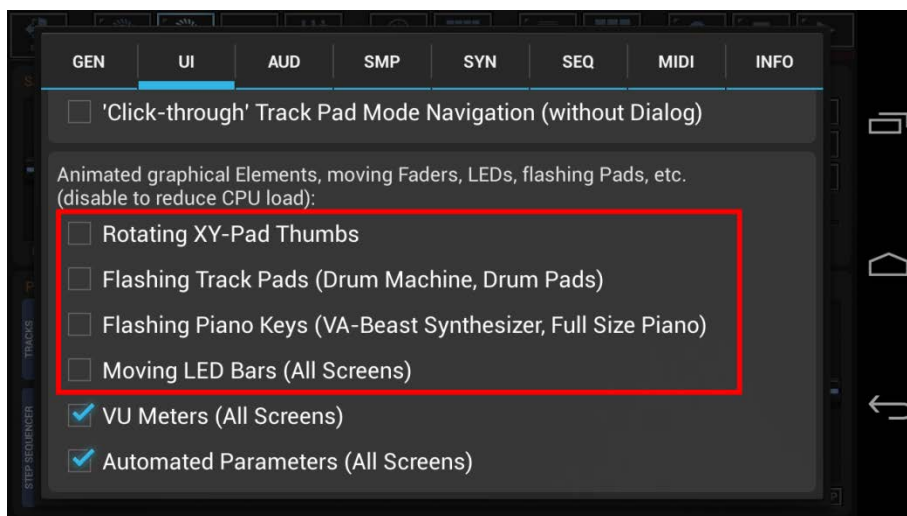 GEN UI AUD SMP SYN SEQ MIDI INFO
'Click-through' Track Pad Mode Navigation (without Dialog)
Animated graphical Elements, moving Faders, LEDs, flashing Pads, etc.
(disable to reduce CPU load):
Rotating XY-Pad Thumbs
Flashing Track Pads (Drum Machine, Drum Pads)
Flashing Piano Keys (VA-Beast Synthesizer, Full Size Piano)
Moving LED Bars (All Screens)
VU Meters (All Screens)
Automated Parameters (All Screens)
TRACKS
STEP SEQUENCER